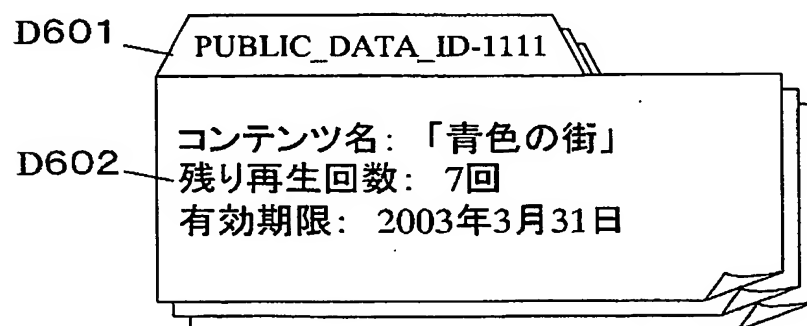 D601
PUBLIC_DATA_ID-1111
コンテンツ名: 「青色の街」
D602
残り再生回数: 7回
有効期限: 2003年3月31日